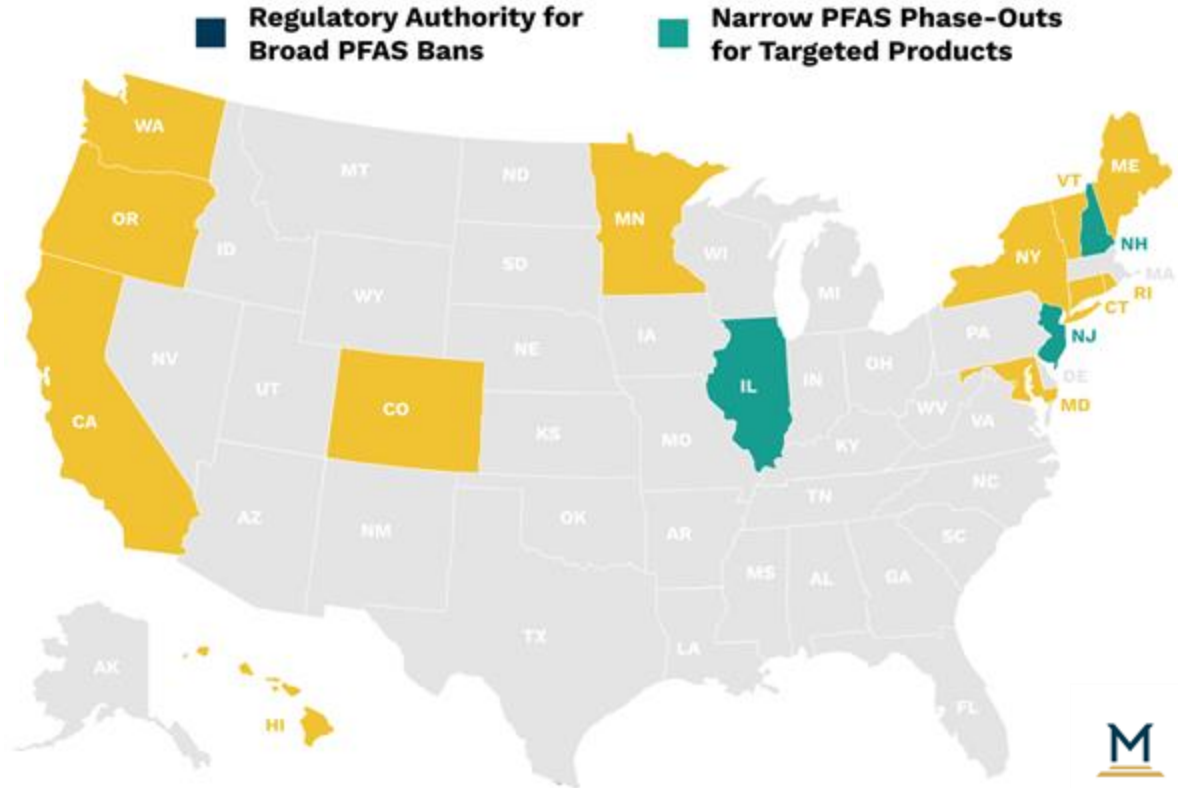 Regulatory Authority for
Broad PFAS Bans
Narrow PFAS Phase-Outs
for Targeted Products
WA
MT
ND
MN
ME
VT
OR
ID
SD
WI
NY
NH
MA
WY
MI
RI
CT
NV
NE
IA
PA
NJ
UT
IL
IN
OH
DE
CA
CO
KS
MO
WV
VA
MD
KY
AZ
NM
OK
TN
NC
AR
SC
MS
AL
GA
TX
LA
AK
HI
FL
M